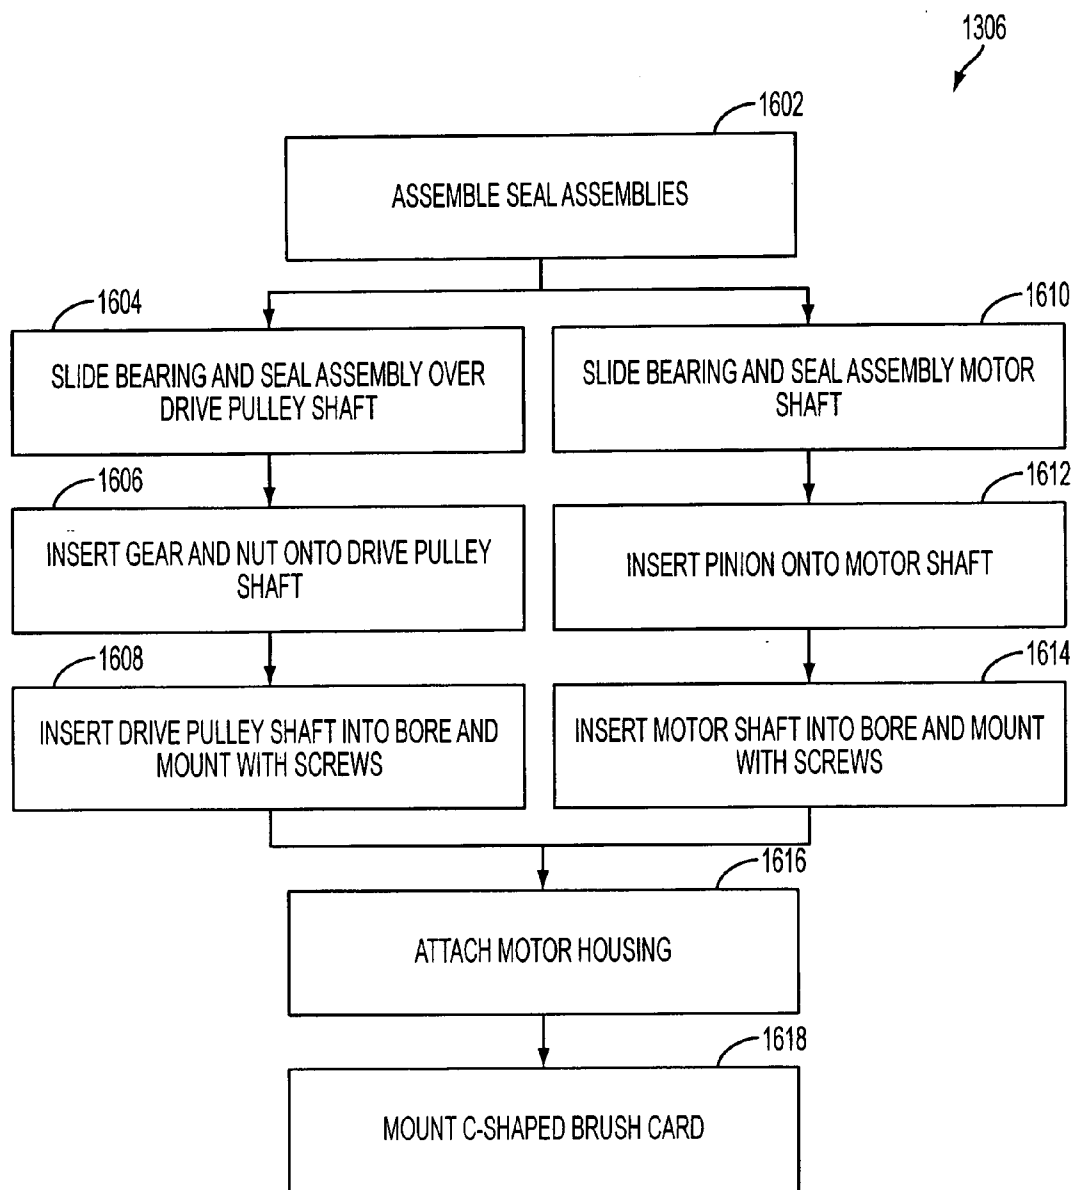 1306
1602
ASSEMBLE SEAL ASSEMBLIES
1604
SLIDE BEARING AND SEAL ASSEMBLY OVER
DRIVE PULLEY SHAFT
1610
SLIDE BEARING AND SEAL ASSEMBLY MOTOR
SHAFT
1606
INSERT GEAR AND NUT ONTO DRIVE PULLEY
SHAFT
1612
INSERT PINION ONTO MOTOR SHAFT
1608
INSERT DRIVE PULLEY SHAFT INTO BORE AND
MOUNT WITH SCREWS
1614
INSERT MOTOR SHAFT INTO BORE AND MOUNT
WITH SCREWS
1616
ATTACH MOTOR HOUSING
1618
MOUNT C-SHAPED BRUSH CARD